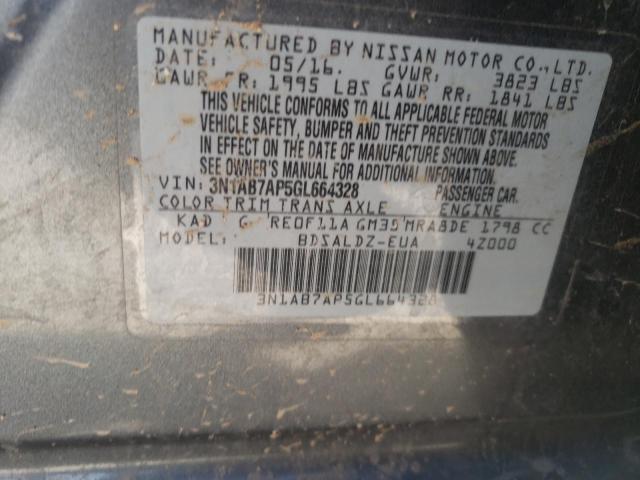 MANUFACTURED BY NISSAN MOTOR CO.,LTD.
DATE: 05/16. GVWR: 3823 LBS
GAWR FR: 1995 LBS GAWR RR: 1841 LBS
THIS VEHICLE CONFORMS TO ALL APPLICABLE FEDERAL MOTOR
VEHICLE SAFETY, BUMPER AND THEFT PREVENTION STANDARDS
IN EFFECT ON THE DATE OF MANUFACTURE SHOWN ABOVE.
SEE OWNER'S MANUAL FOR ADDITIONAL INFORMATION.
VIN: 3N1AB7AP5GL664328 PASSENGER CAR.
COLOR TRIM TRANS AXLE ENGINE
KAD G RE0F11A GM35 MRA8DE 1798 CC
MODEL: BDSALDZ-EUA 4Z000
3N1AB7AP5GL664328